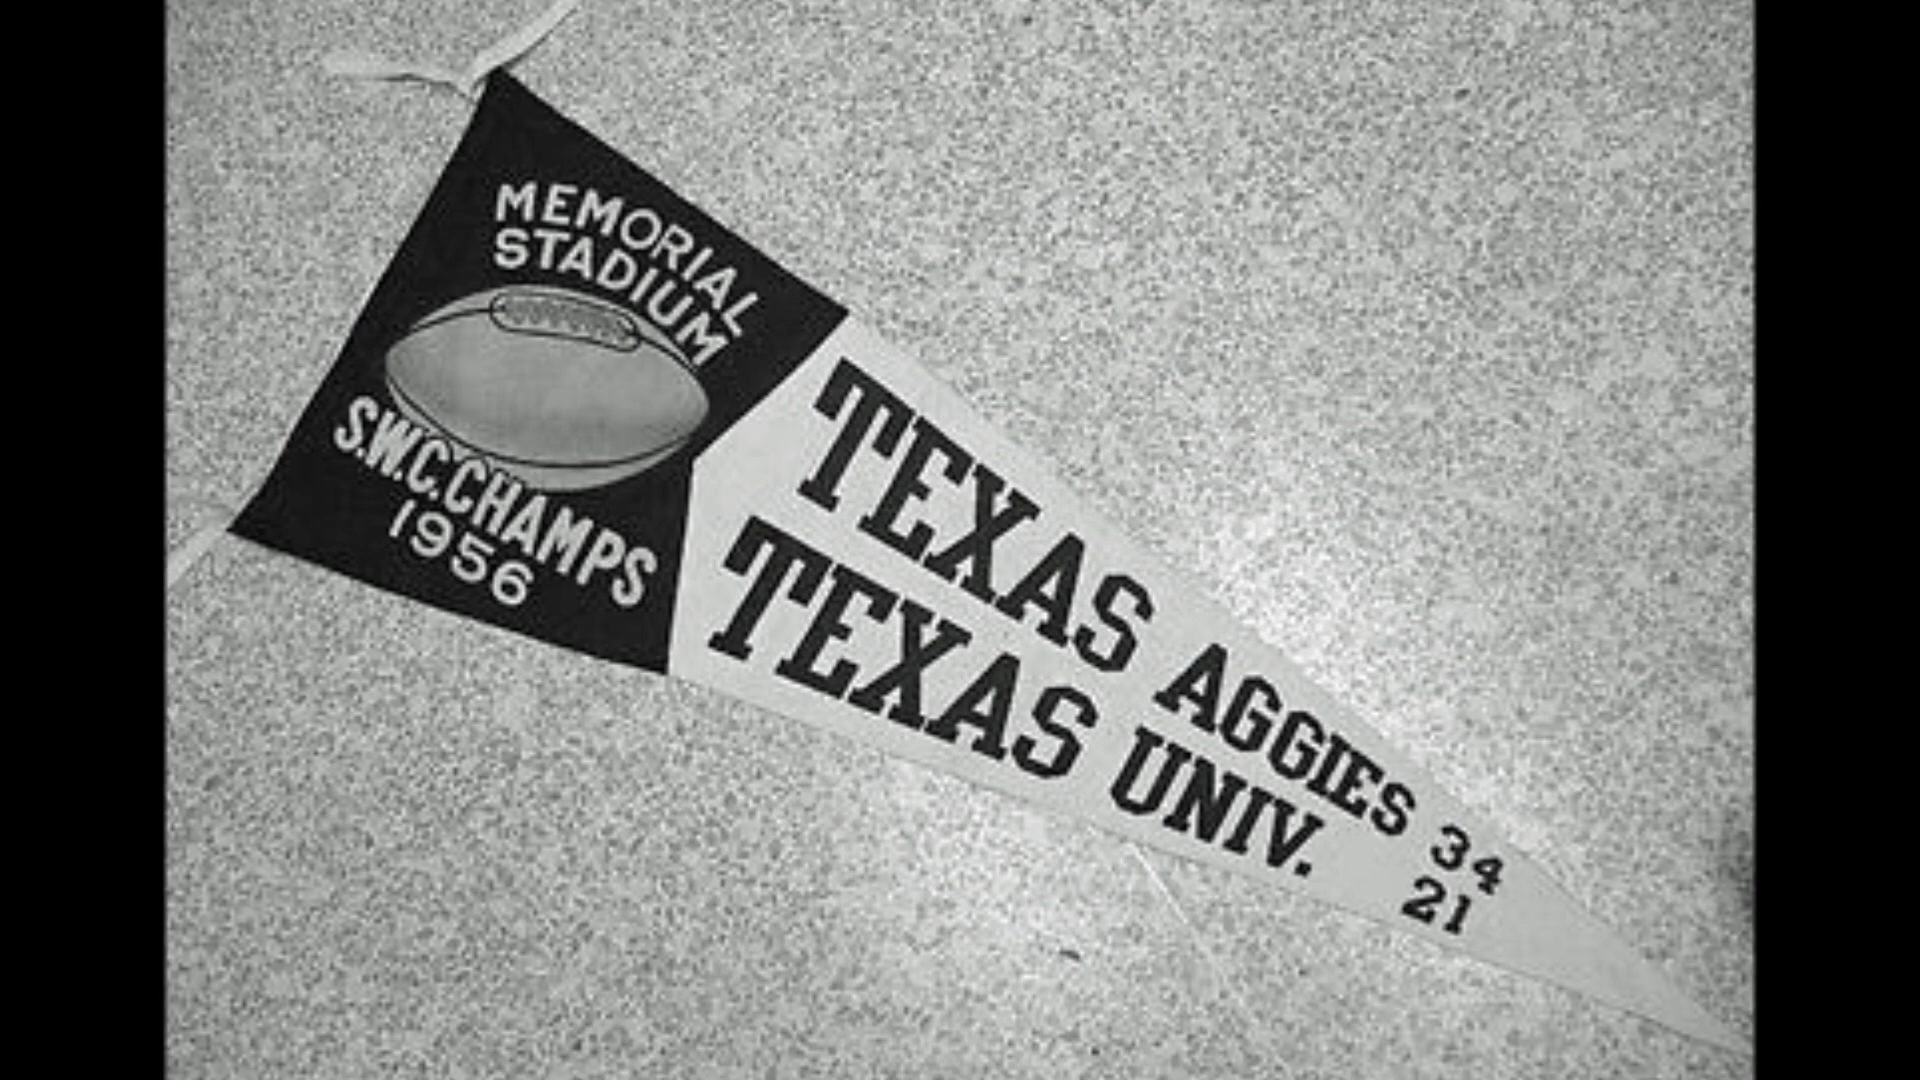 MEMORIAL
STADIUM
S.W.C. CHAMPS
1956
TEXAS AGGIES 34
TEXAS UNIV. 21